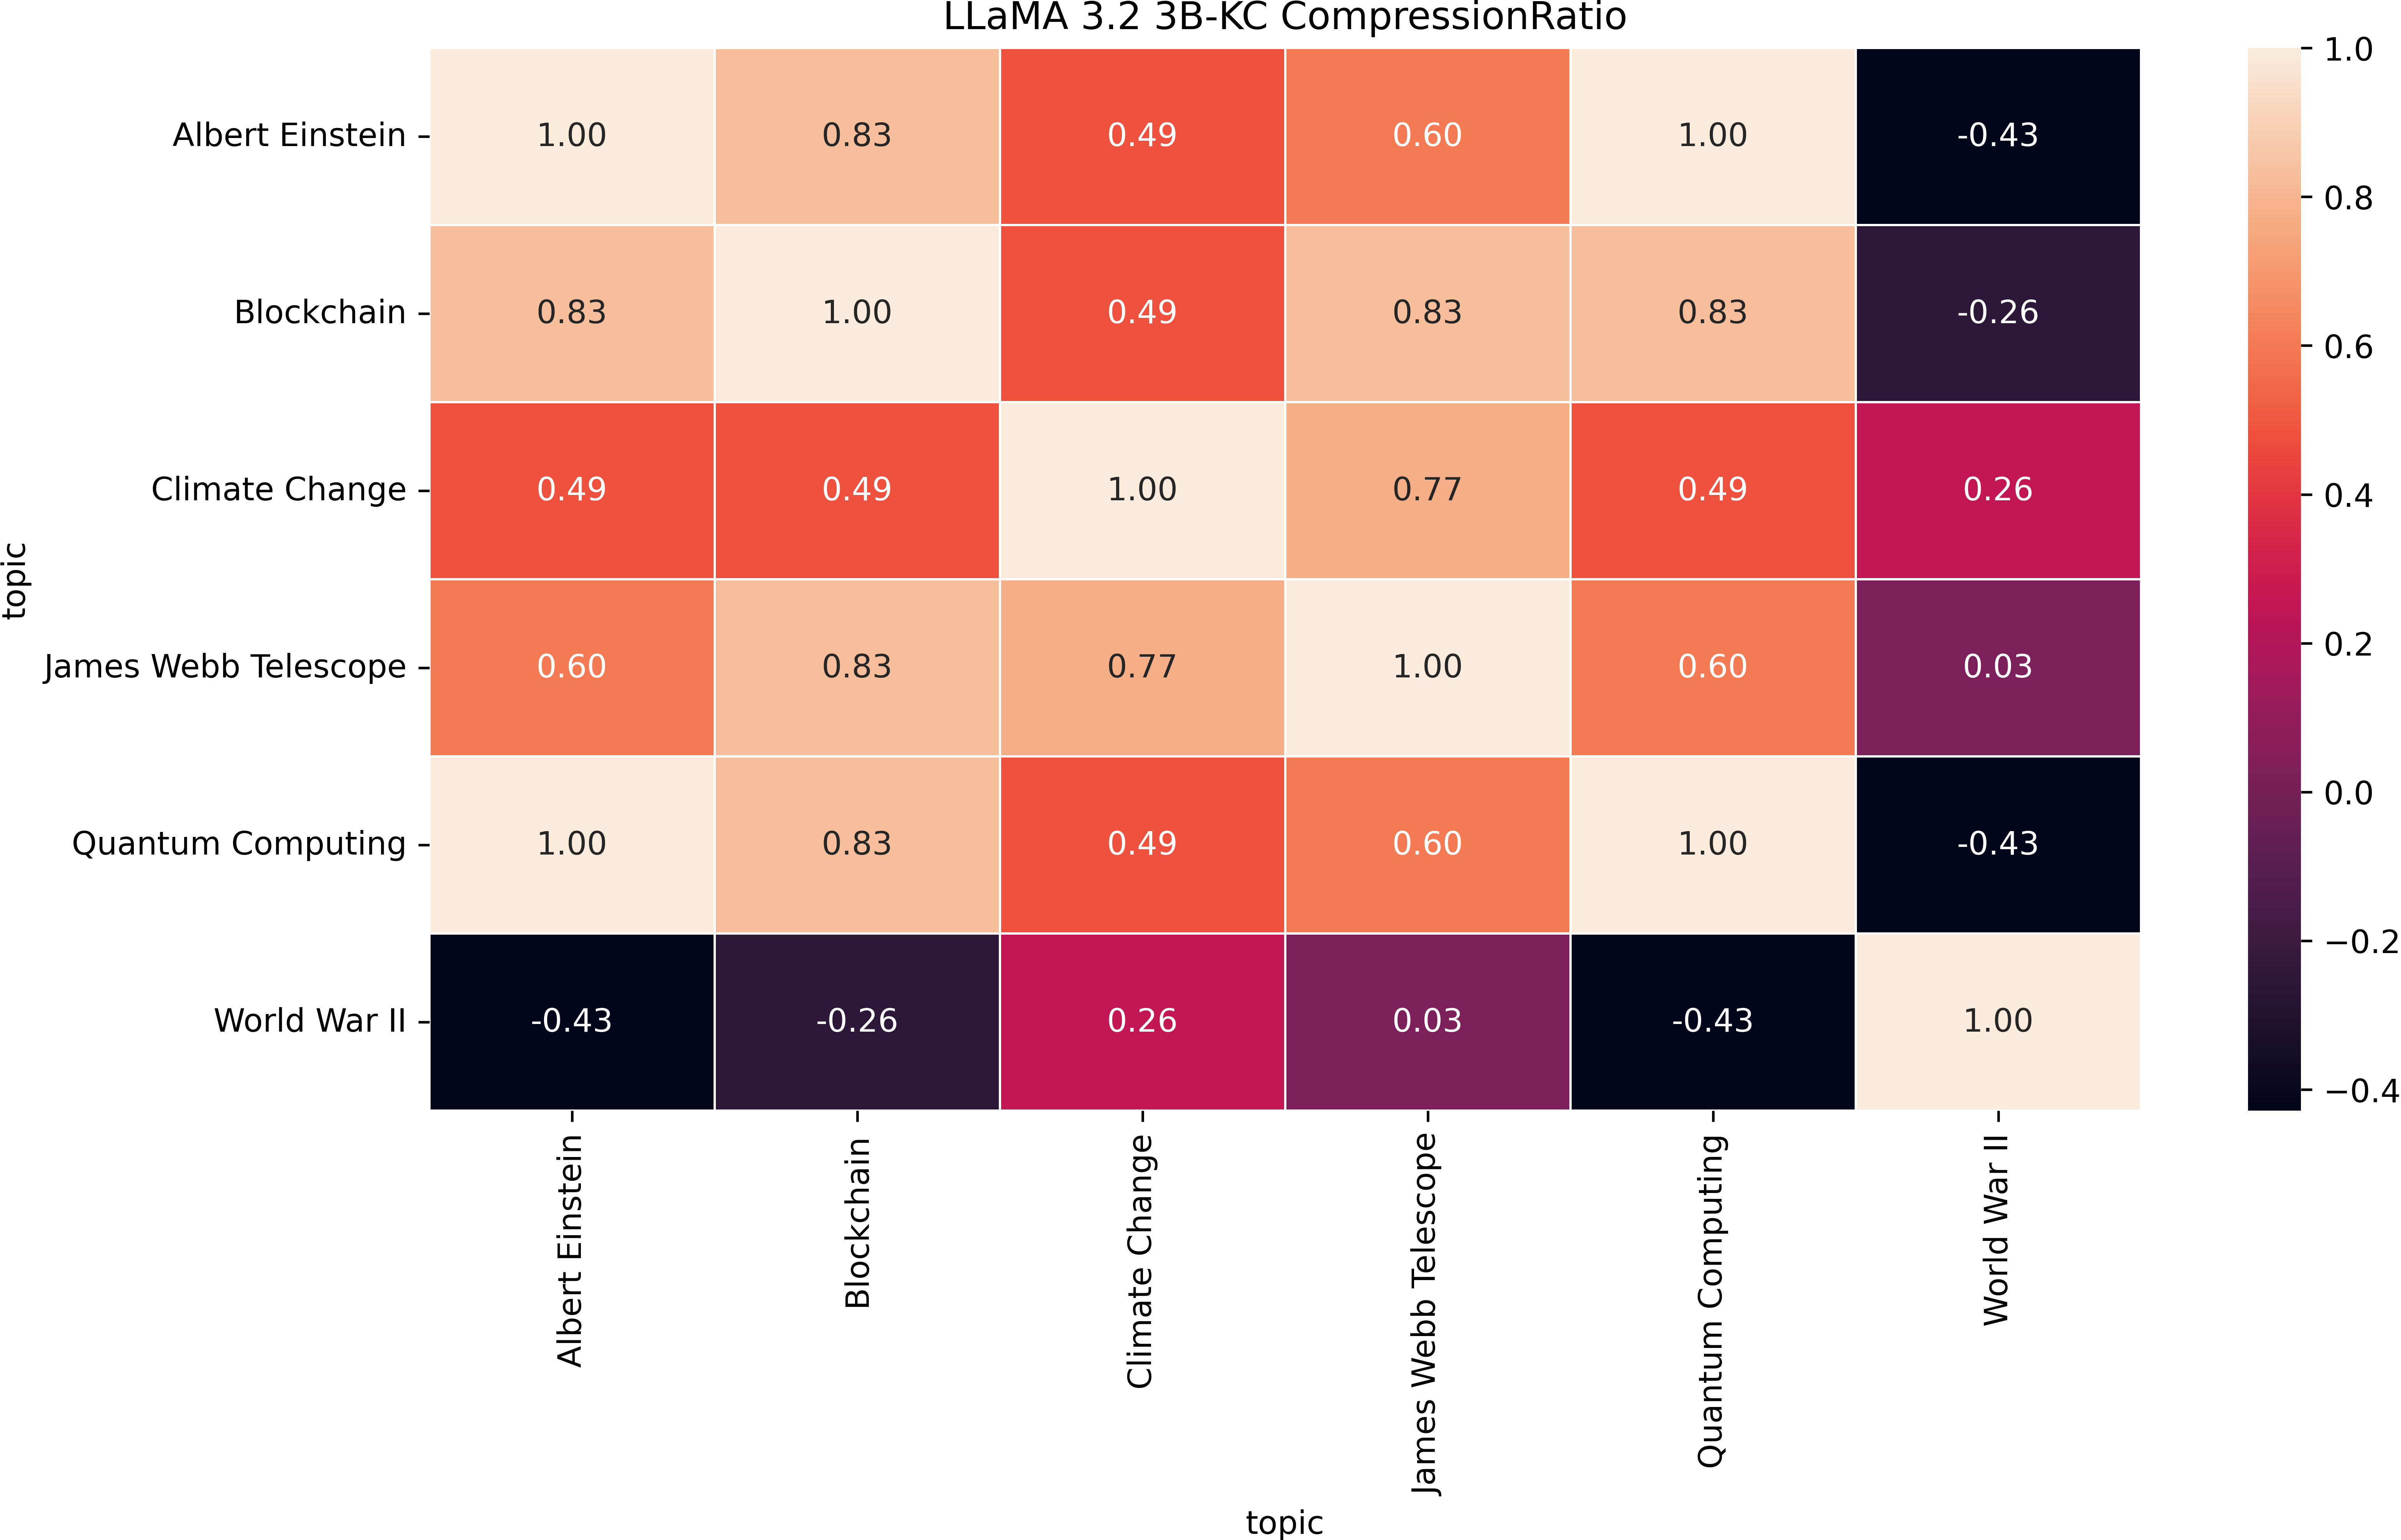 LLaMA 3.2 3B-KC CompressionRatio
topic
Albert Einstein 1.00 0.83 0.49 0.60 1.00 -0.43
Blockchain 0.83 1.00 0.49 0.83 0.83 -0.26
Climate Change 0.49 0.49 1.00 0.77 0.49 0.26
James Webb Telescope 0.60 0.83 0.77 1.00 0.60 0.03
Quantum Computing 1.00 0.83 0.49 0.60 1.00 -0.43
World War II -0.43 -0.26 0.26 0.03 -0.43 1.00
Albert Einstein
Blockchain
Climate Change
James Webb Telescope
Quantum Computing
World War II
topic
1.0
0.8
0.6
0.4
0.2
0.0
−0.2
−0.4